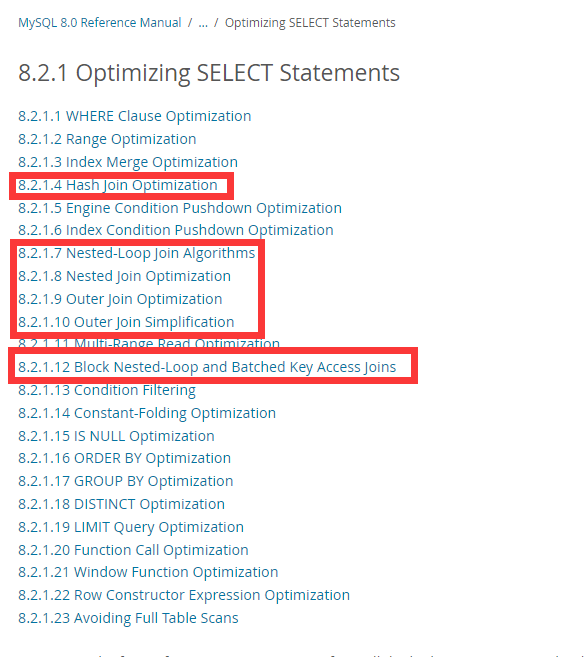 MySQL 8.0 Reference Manual / ... / Optimizing SELECT Statements
8.2.1 Optimizing SELECT Statements
8.2.1.1 WHERE Clause Optimization
8.2.1.2 Range Optimization
8.2.1.3 Index Merge Optimization
8.2.1.4 Hash Join Optimization
8.2.1.5 Engine Condition Pushdown Optimization
8.2.1.6 Index Condition Pushdown Optimization
8.2.1.7 Nested-Loop Join Algorithms
8.2.1.8 Nested Join Optimization
8.2.1.9 Outer Join Optimization
8.2.1.10 Outer Join Simplification
8.2.1.11 Multi-Range Read Optimization
8.2.1.12 Block Nested-Loop and Batched Key Access Joins
8.2.1.13 Condition Filtering
8.2.1.14 Constant-Folding Optimization
8.2.1.15 IS NULL Optimization
8.2.1.16 ORDER BY Optimization
8.2.1.17 GROUP BY Optimization
8.2.1.18 DISTINCT Optimization
8.2.1.19 LIMIT Query Optimization
8.2.1.20 Function Call Optimization
8.2.1.21 Window Function Optimization
8.2.1.22 Row Constructor Expression Optimization
8.2.1.23 Avoiding Full Table Scans